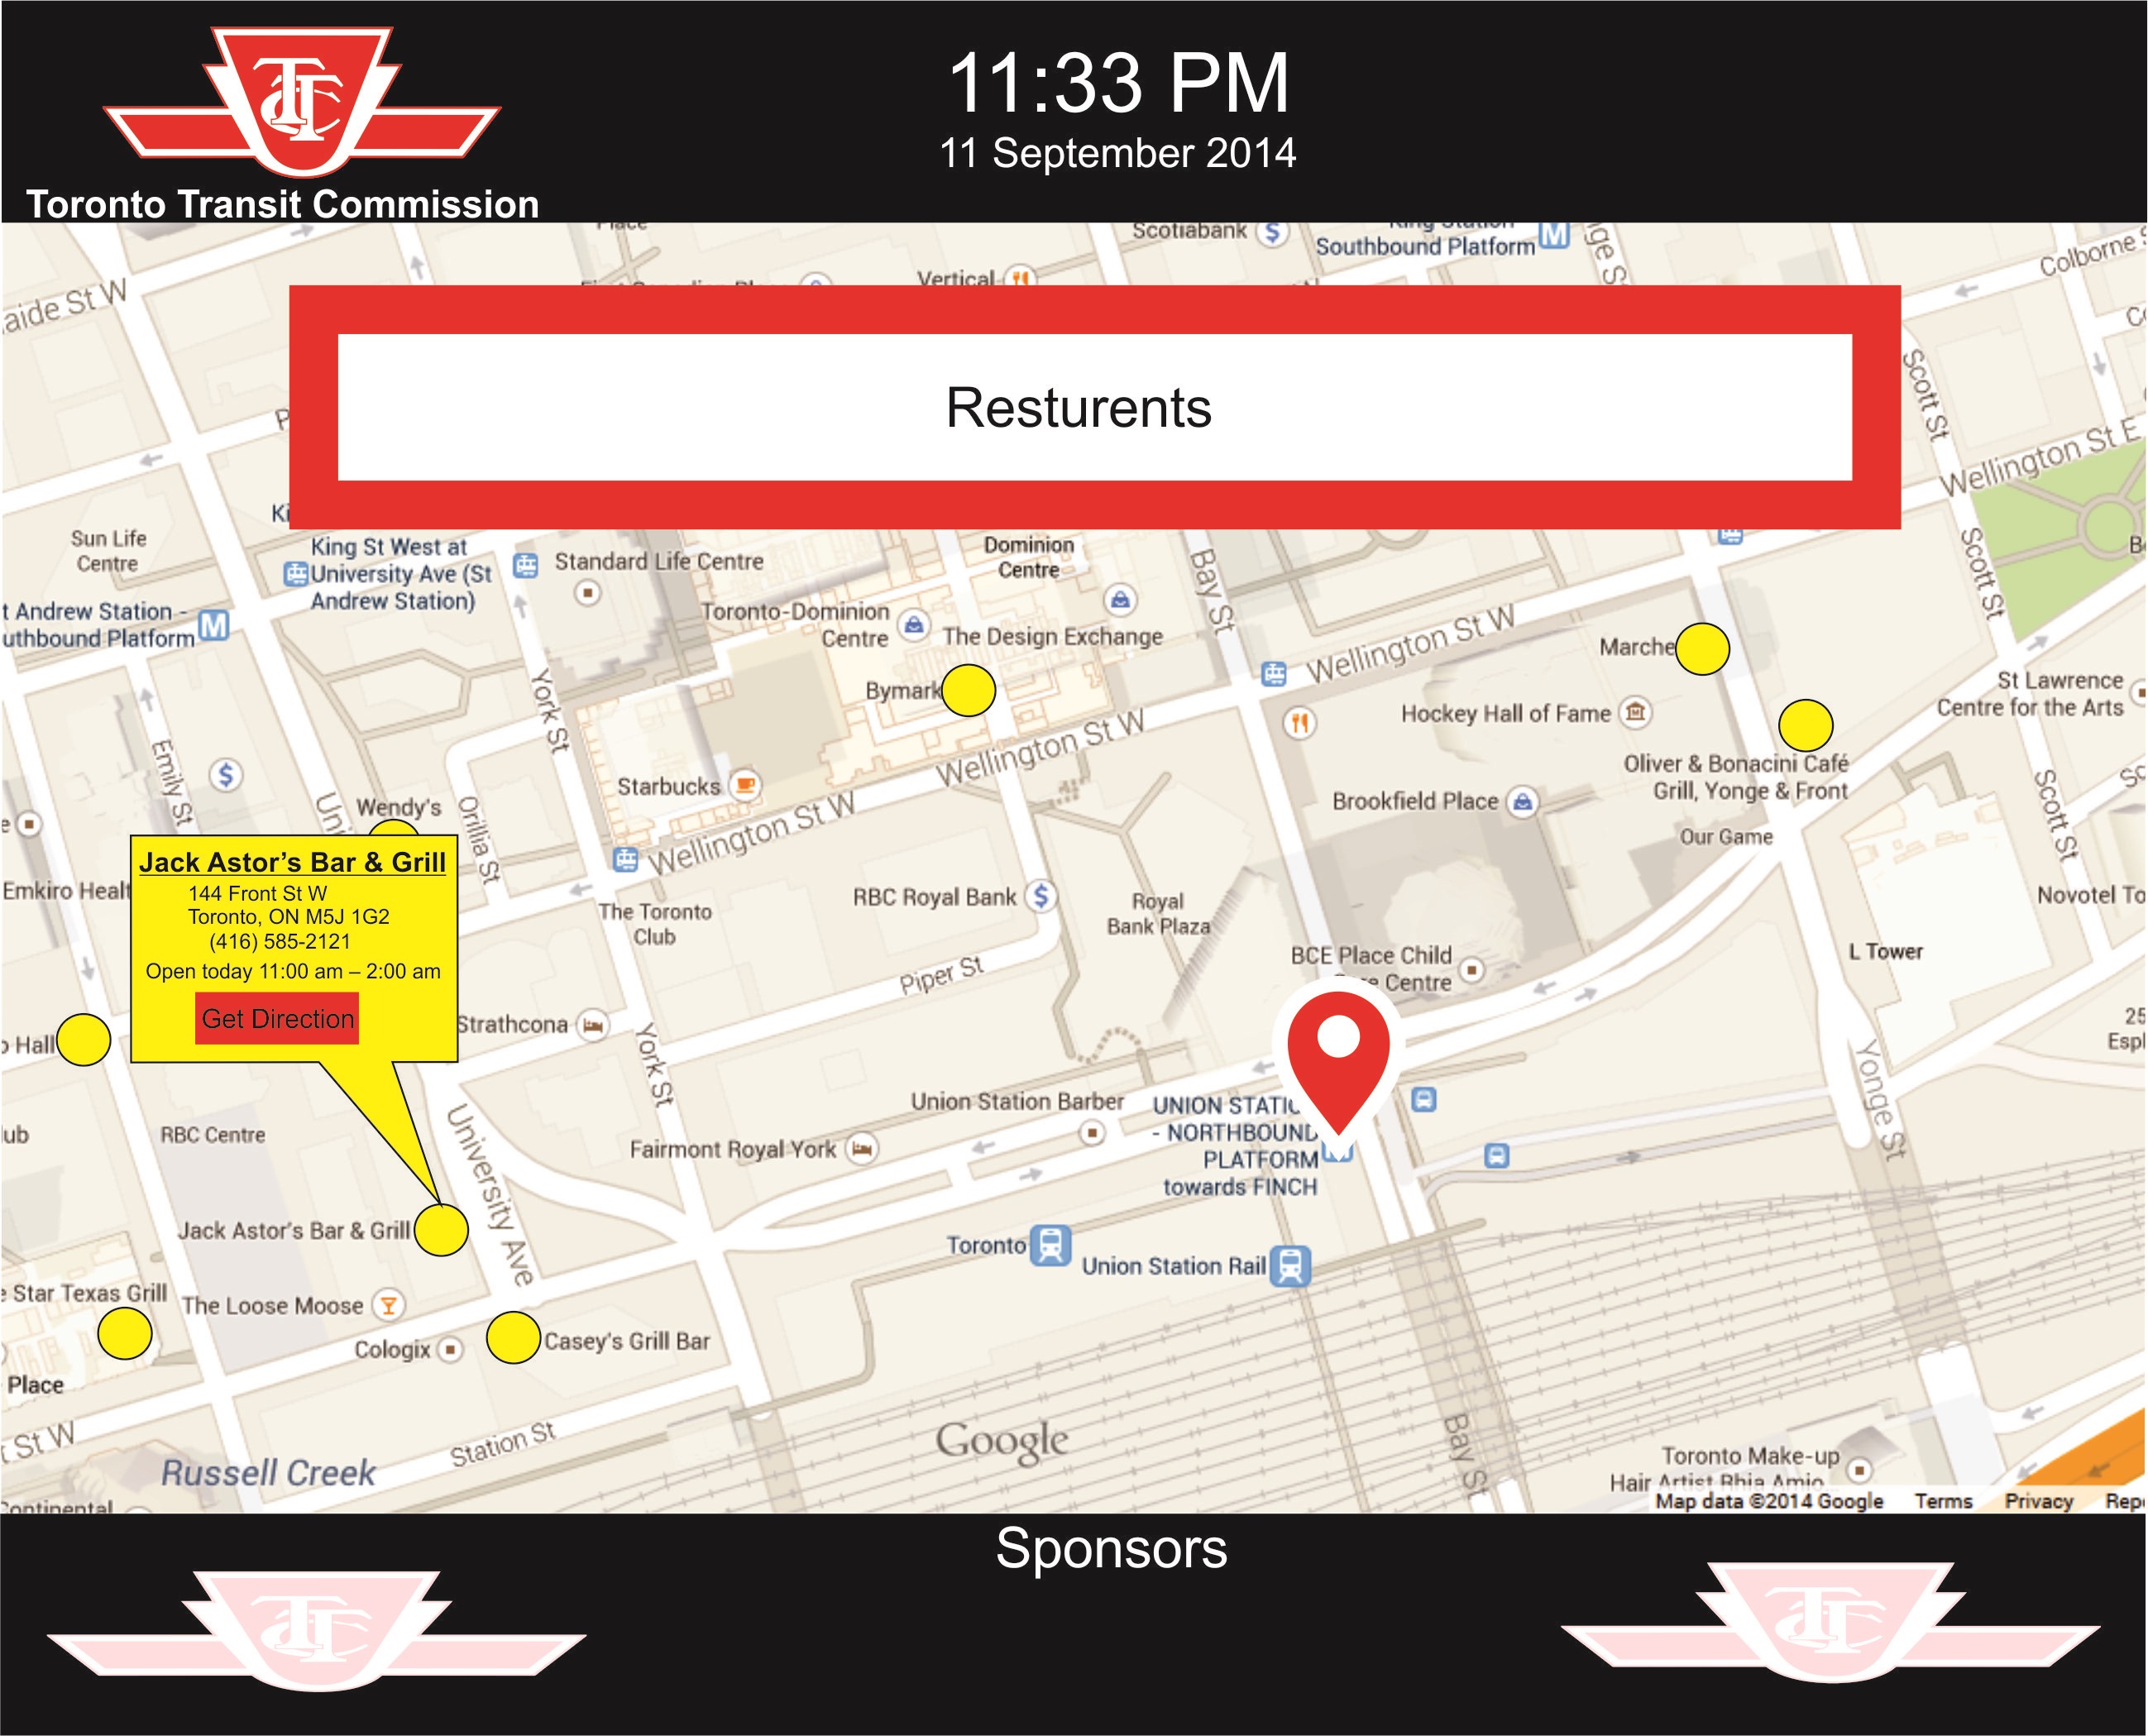 11:33 PM
11 September 2014
Toronto Transit Commission
Place
Scotiabank
King Station
Southbound Platform
Vertical
Colborne
aide St W
Resturents
Scott St
Wellington St E
Sun Life
Centre
King St West at
University Ave (St
Andrew Station)
Standard Life Centre
Dominion
Centre
Bay St
Scott St
t Andrew Station -
uthbound Platform
Toronto-Dominion
Centre
The Design Exchange
Wellington St W
Marche
York St
Bymark
Hockey Hall of Fame
St Lawrence
Centre for the Arts
Emily St
Wellington St W
Oliver & Bonacini Café
Grill, Yonge & Front
Starbucks
Brookfield Place
Wendy's
Uni
Orillia St
Wellington St W
Our Game
Scott St
Jack Astor's Bar & Grill
144 Front St W
Toronto, ON M5J 1G2
(416) 585-2121
Open today 11:00 am – 2:00 am
Get Direction
Emkiro Healt
RBC Royal Bank
Royal
Bank Plaza
Novotel To
The Toronto
Club
BCE Place Child
Centre
L Tower
Piper St
Strathcona
Hall
York St
25
Espl
Yonge St
Union Station Barber
UNION STATIO
- NORTHBOUND
PLATFORM
towards FINCH
RBC Centre
University Ave
Fairmont Royal York
Jack Astor's Bar & Grill
Toronto
Union Station Rail
e Star Texas Grill
The Loose Moose
Cologix
Casey's Grill Bar
Place
t St W
Station St
Google
Bay St
Russell Creek
Toronto Make-up
Hair Artist Rhia Amio
Continental
Map data ©2014 Google
Terms
Privacy
Rep
Sponsors